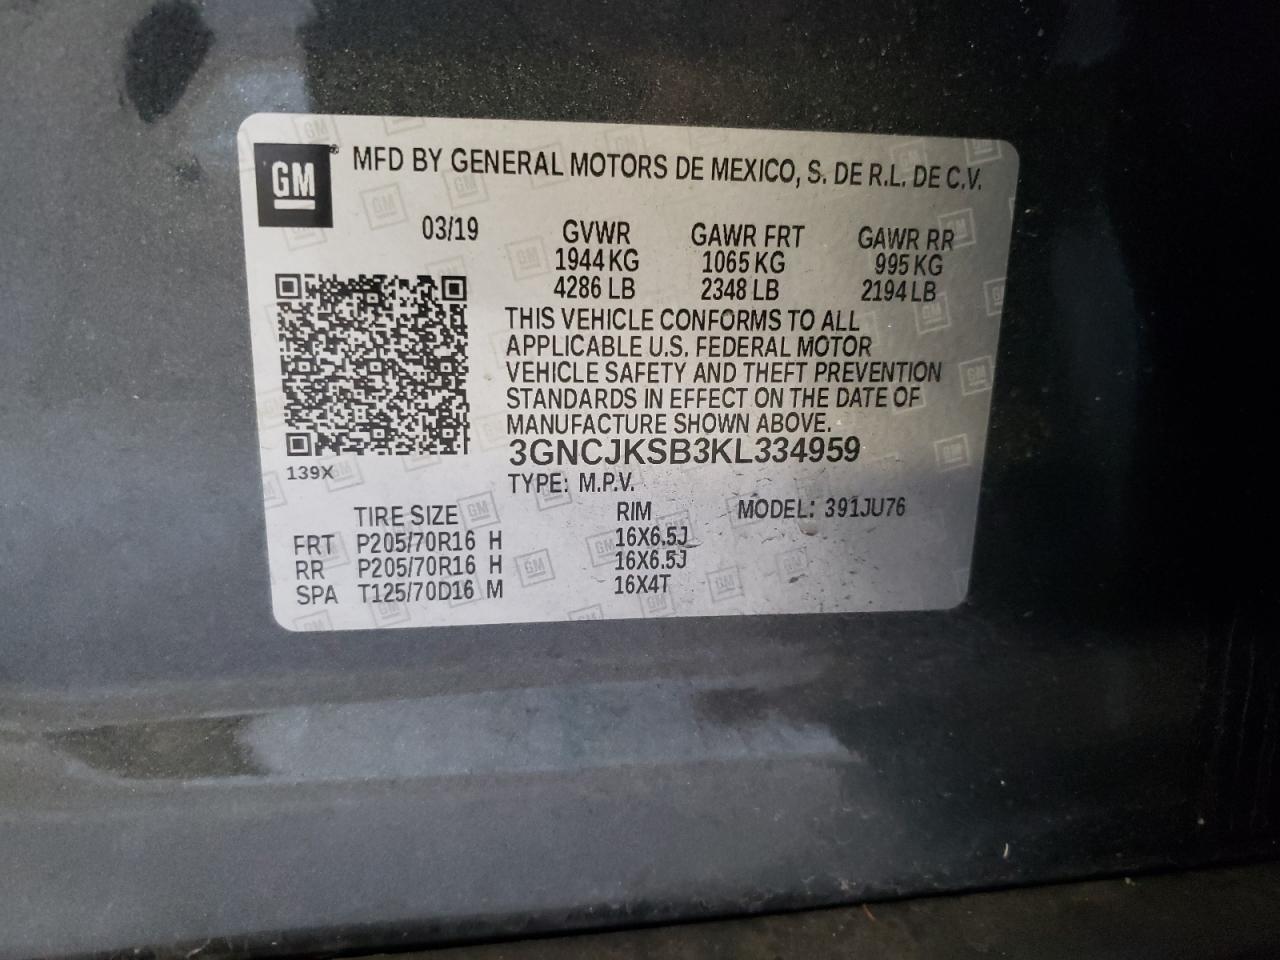 GM
MFD BY GENERAL MOTORS DE MEXICO, S. DE R.L. DE C.V.
03/19
GVWR GAWR FRT GAWR RR
1944 KG 1065 KG 995 KG
4286 LB 2348 LB 2194 LB
THIS VEHICLE CONFORMS TO ALL
APPLICABLE U.S. FEDERAL MOTOR
VEHICLE SAFETY AND THEFT PREVENTION
STANDARDS IN EFFECT ON THE DATE OF
MANUFACTURE SHOWN ABOVE.
3GNCJKSB3KL334959
139X
TYPE: M.P.V.
TIRE SIZE RIM MODEL: 391JU76
FRT P205/70R16 H 16X6.5J
RR P205/70R16 H 16X6.5J
SPA T125/70D16 M 16X4T